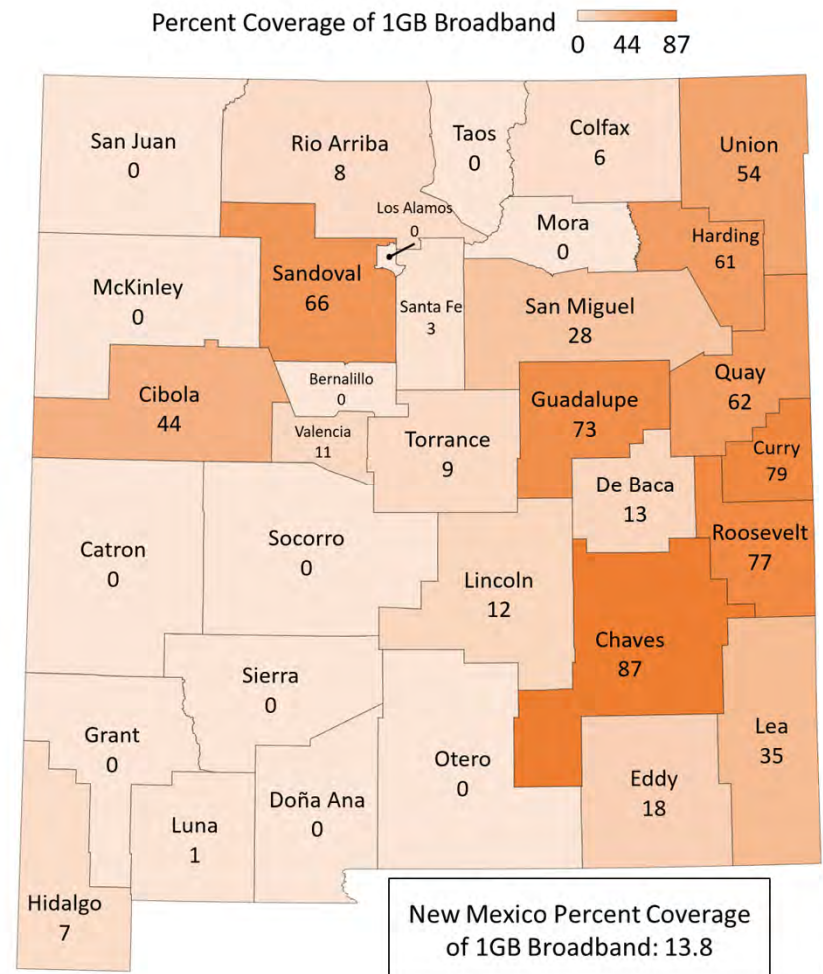 Percent Coverage of 1GB Broadband
0 44 87
San Juan
0
Rio Arriba
8
Taos
0
Colfax
6
Union
54
Los Alamos
0
Mora
0
Harding
61
McKinley
0
Sandoval
66
Santa Fe
3
San Miguel
28
Cibola
44
Bernalillo
0
Valencia
11
Torrance
9
Guadalupe
73
Quay
62
Curry
79
De Baca
13
Roosevelt
77
Catron
0
Socorro
0
Lincoln
12
Chaves
87
Sierra
0
Grant
0
Otero
0
Lea
35
Eddy
18
Doña Ana
0
Luna
1
Hidalgo
7
New Mexico Percent Coverage
of 1GB Broadband: 13.8